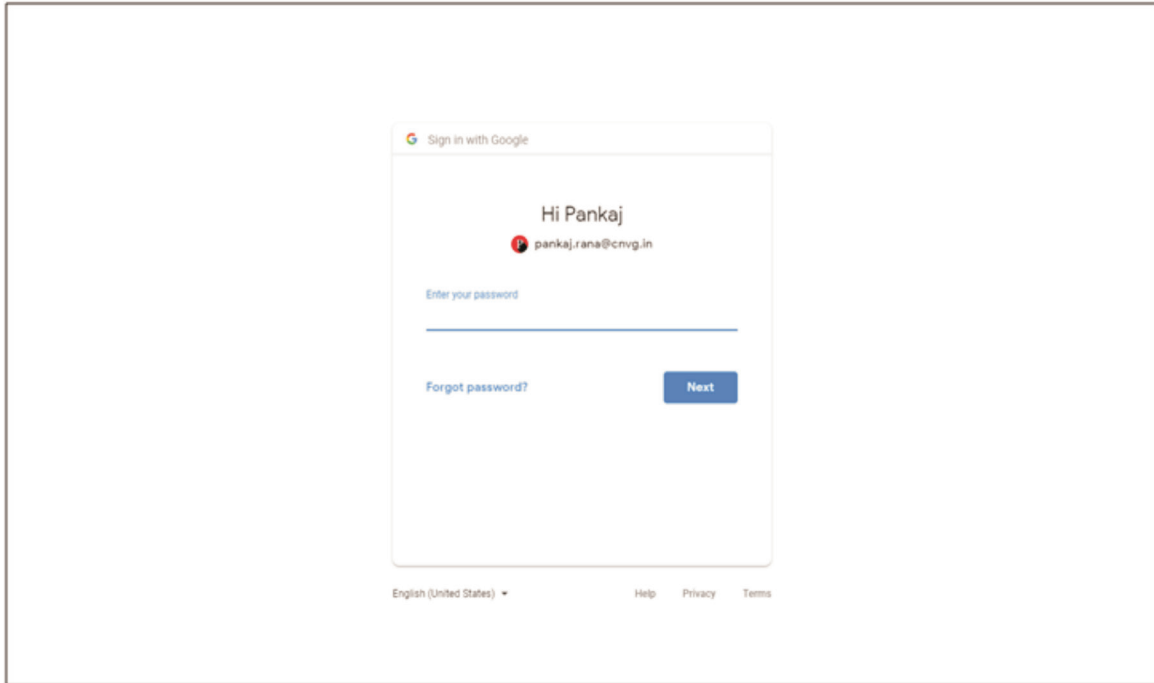 Sign in with Google
Hi Pankaj
pankaj.rana@cnvg.in
Enter your password
Forgot password?
Next
English (United States)
Help Privacy Terms